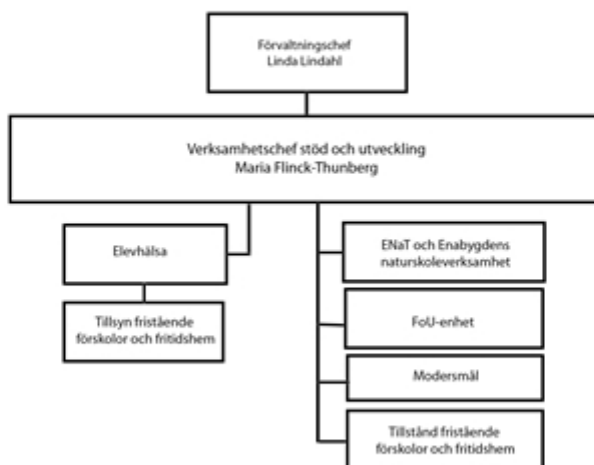 Förvaltningschef
Linda Lindahl
Verksamhetschef stöd och utveckling
Maria Flinck-Thunberg
Elevhälsa
Tillsyn fristående
förskolor och fritidshem
ENaT och Enabygdens
naturskoleverksamhet
FoU-enhet
Modersmål
Tillstånd fristående
förskolor och fritidshem